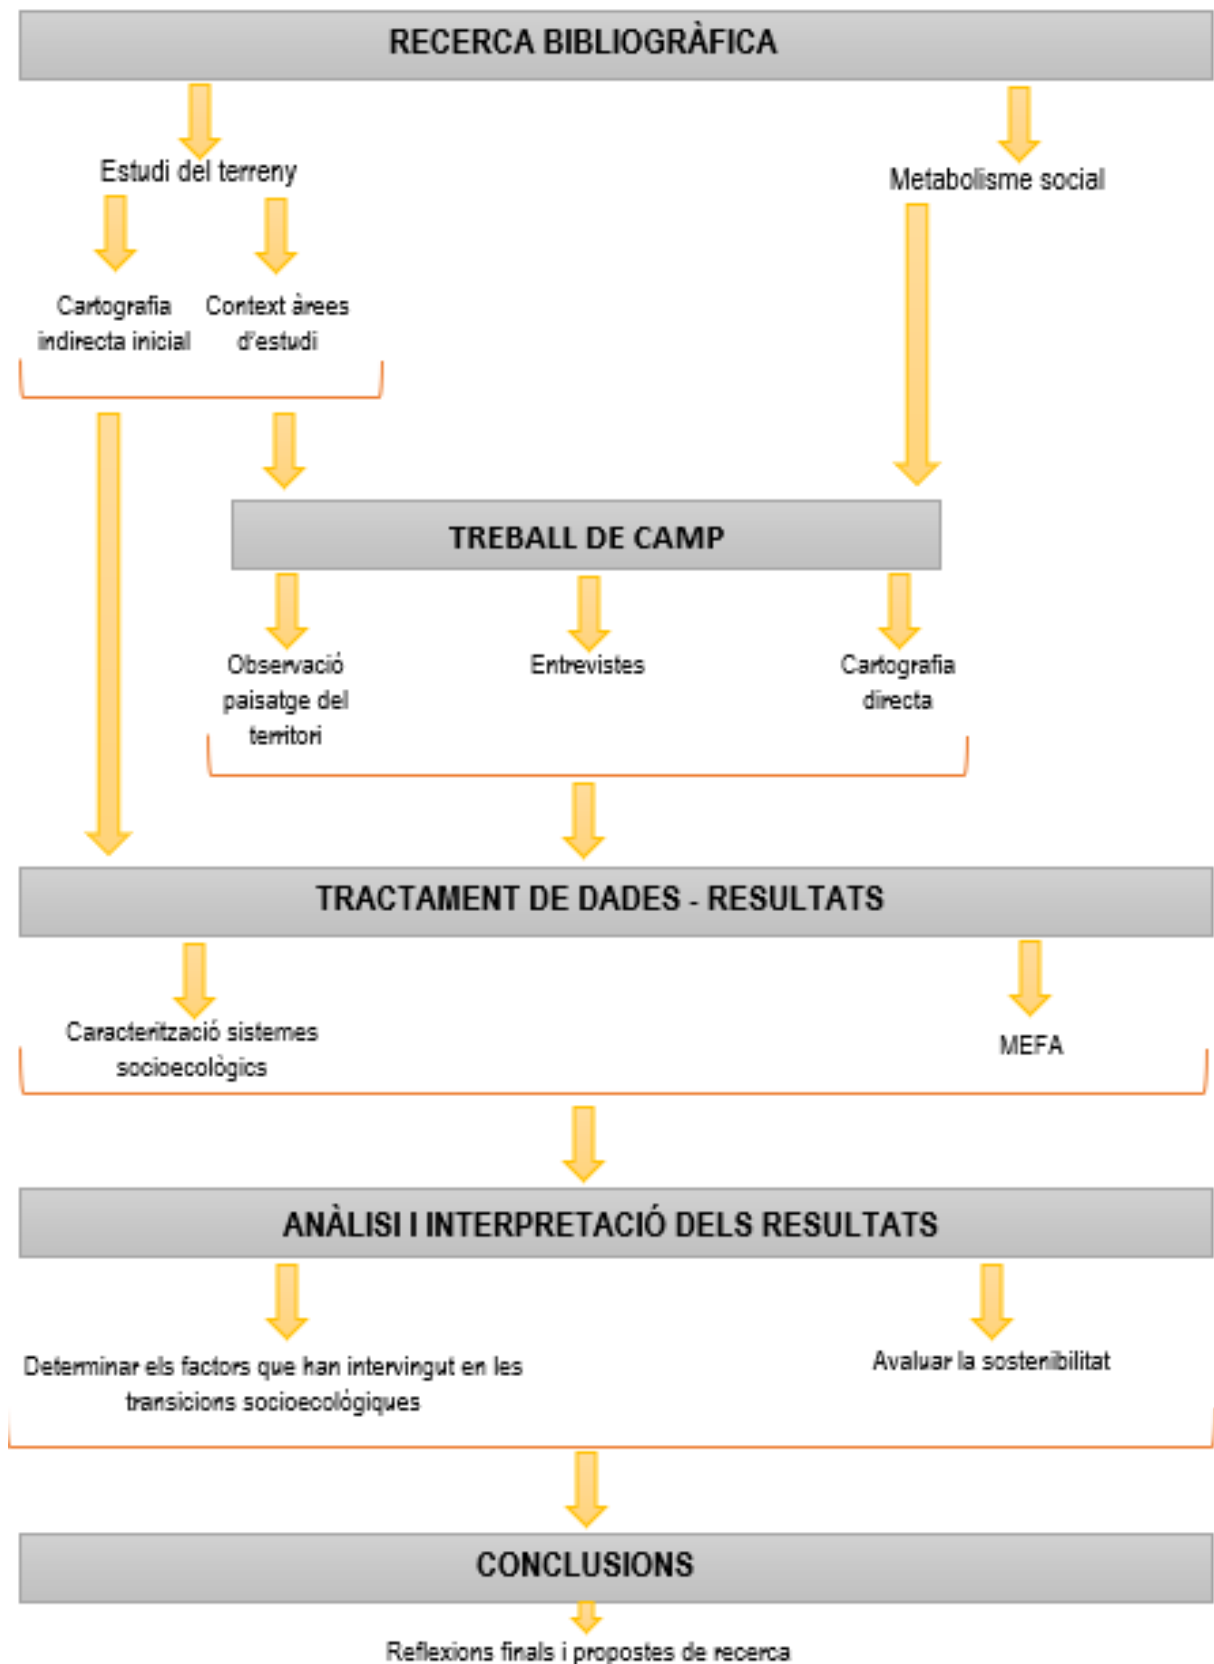 RECERCA BIBLIOGRÀFICA
Estudi del terreny
Metabolisme social
Cartografia
indirecta inicial
Context àrees
d'estudi
TREBALL DE CAMP
Observació
paisatge del
territori
Entrevistes
Cartografia
directa
TRACTAMENT DE DADES - RESULTATS
Caracterització sistemes
socioecològics
MEFA
ANÀLISI I INTERPRETACIÓ DELS RESULTATS
Determinar els factors que han intervingut en les
transicions socioecològiques
Avaluar la sostenibilitat
CONCLUSIONS
Reflexions finals i propostes de recerca